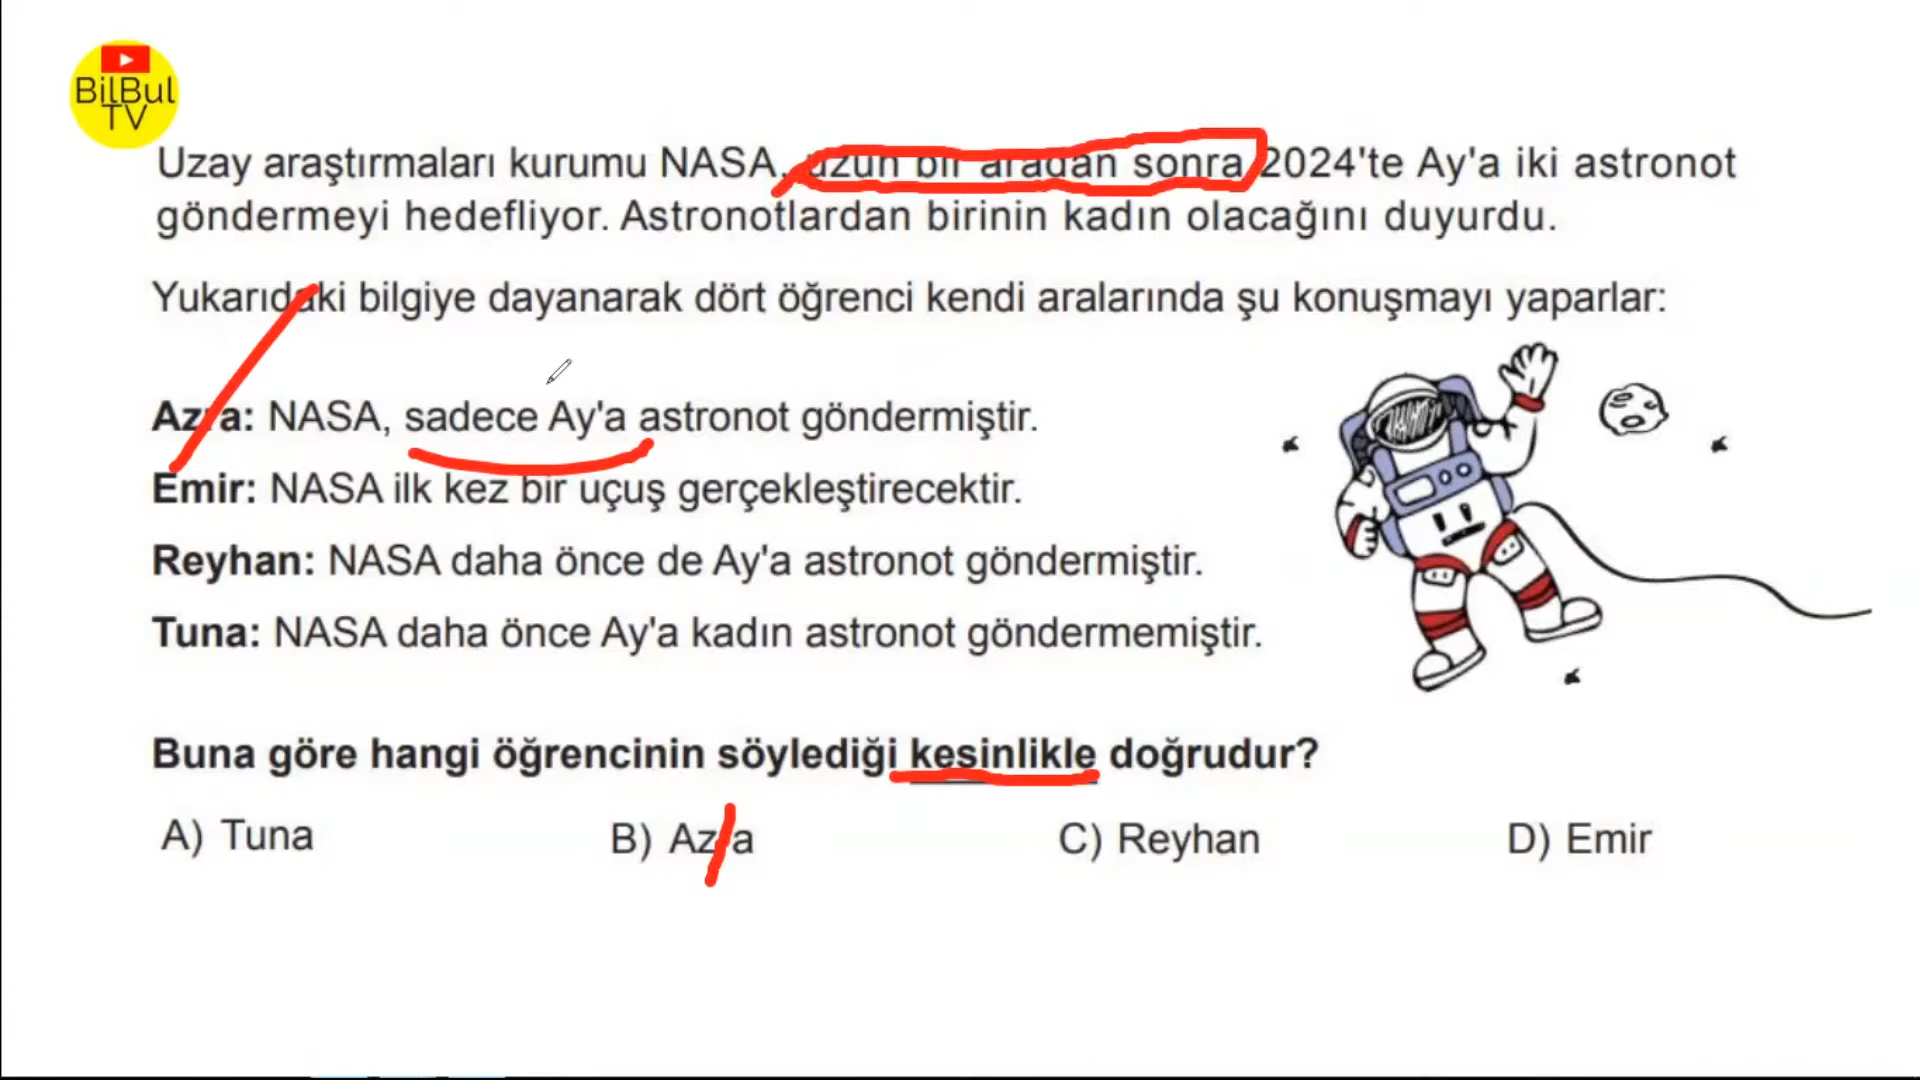 BilBul
TV
Uzay araştırmaları kurumu NASA, uzun bir aradan sonra 2024'te Ay'a iki astronot
göndermeyi hedefliyor. Astronotlardan birinin kadın olacağını duyurdu.
Yukarıdaki bilgiye dayanarak dört öğrenci kendi aralarında şu konuşmayı yaparlar:
Azra: NASA, sadece Ay'a astronot göndermiştir.
Emir: NASA ilk kez bir uçuş gerçekleştirecektir.
Reyhan: NASA daha önce de Ay'a astronot göndermiştir.
Tuna: NASA daha önce Ay'a kadın astronot göndermemiştir.
Buna göre hangi öğrencinin söylediği kesinlikle doğrudur?
A) Tuna B) Azra C) Reyhan D) Emir